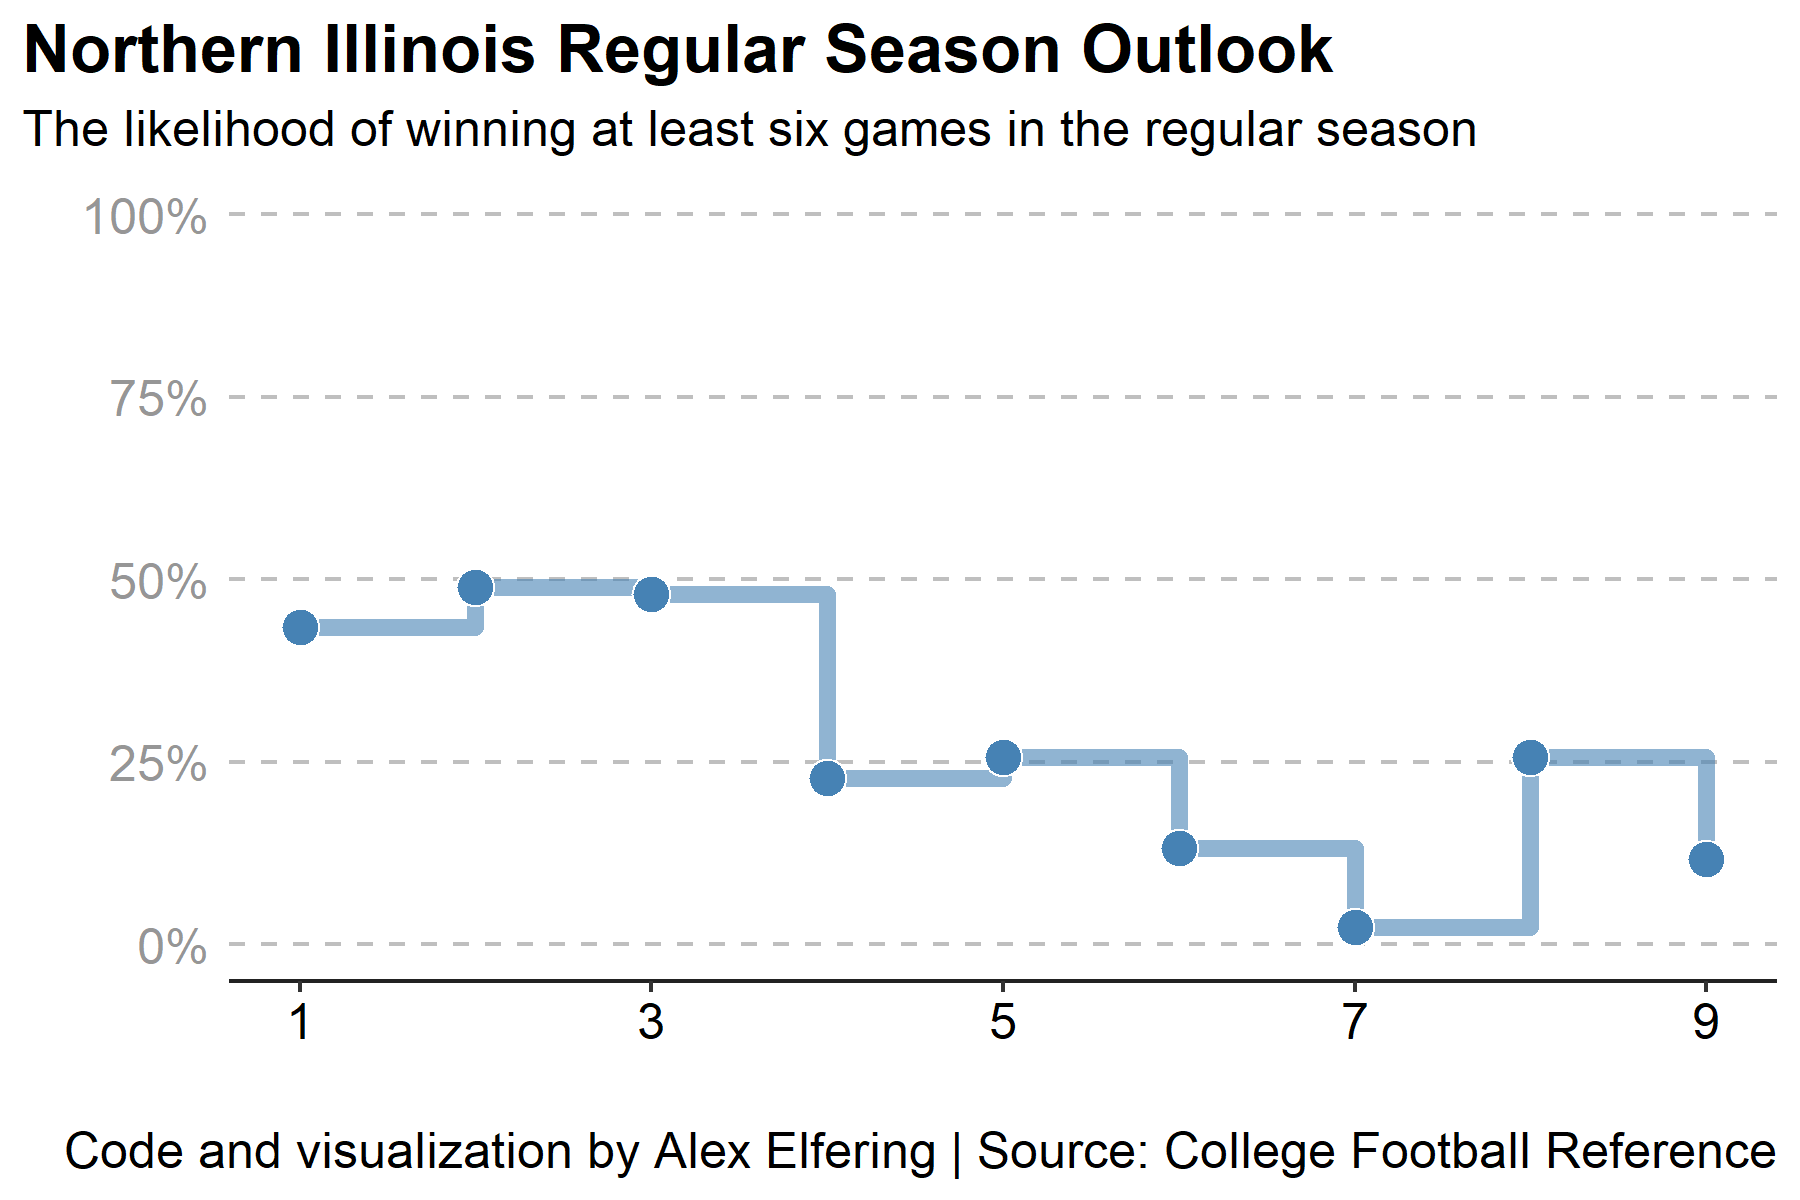 Northern Illinois Regular Season Outlook
The likelihood of winning at least six games in the regular season
100%
75%
50%
25%
0%
1 3 5 7 9
Code and visualization by Alex Elfering | Source: College Football Reference